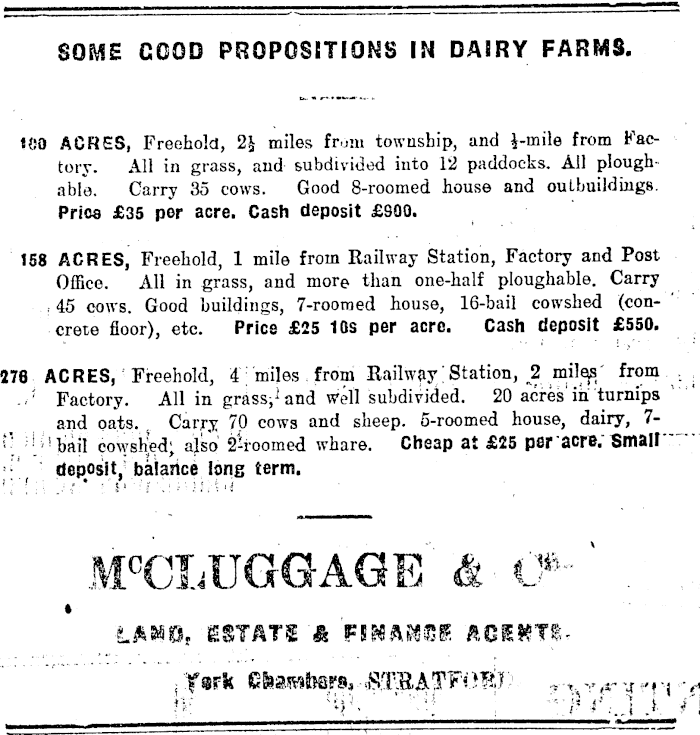 SOME GOOD PROPOSITIONS IN DAIRY FARMS.
100 ACRES, Freehold, 2½ miles from township, and ½-mile from Fac-
tory. All in grass, and subdivided into 12 paddocks. All plough-
able. Carry 35 cows. Good 8-roomed house and outbuildings.
Price £35 per acre. Cash deposit £900.
158 ACRES, Freehold, 1 mile from Railway Station, Factory and Post
Office. All in grass, and more than one-half ploughable. Carry
45 cows. Good buildings, 7-roomed house, 16-bail cowshed (con-
crete floor), etc. Price £25 10s per acre. Cash deposit £550.
276 ACRES, Freehold, 4 miles from Railway Station, 2 miles from
Factory. All in grass, and well subdivided. 20 acres in turnips
and oats. Carry 70 cows and sheep. 5-roomed house, dairy, 7-
bail cowshed; also 2-roomed whare. Cheap at £25 per acre. Small
deposit, balance long term.
McCLUGGAGE & Co.
LAND, ESTATE & FINANCE AGENTS.
York Chambers, STRATFORD